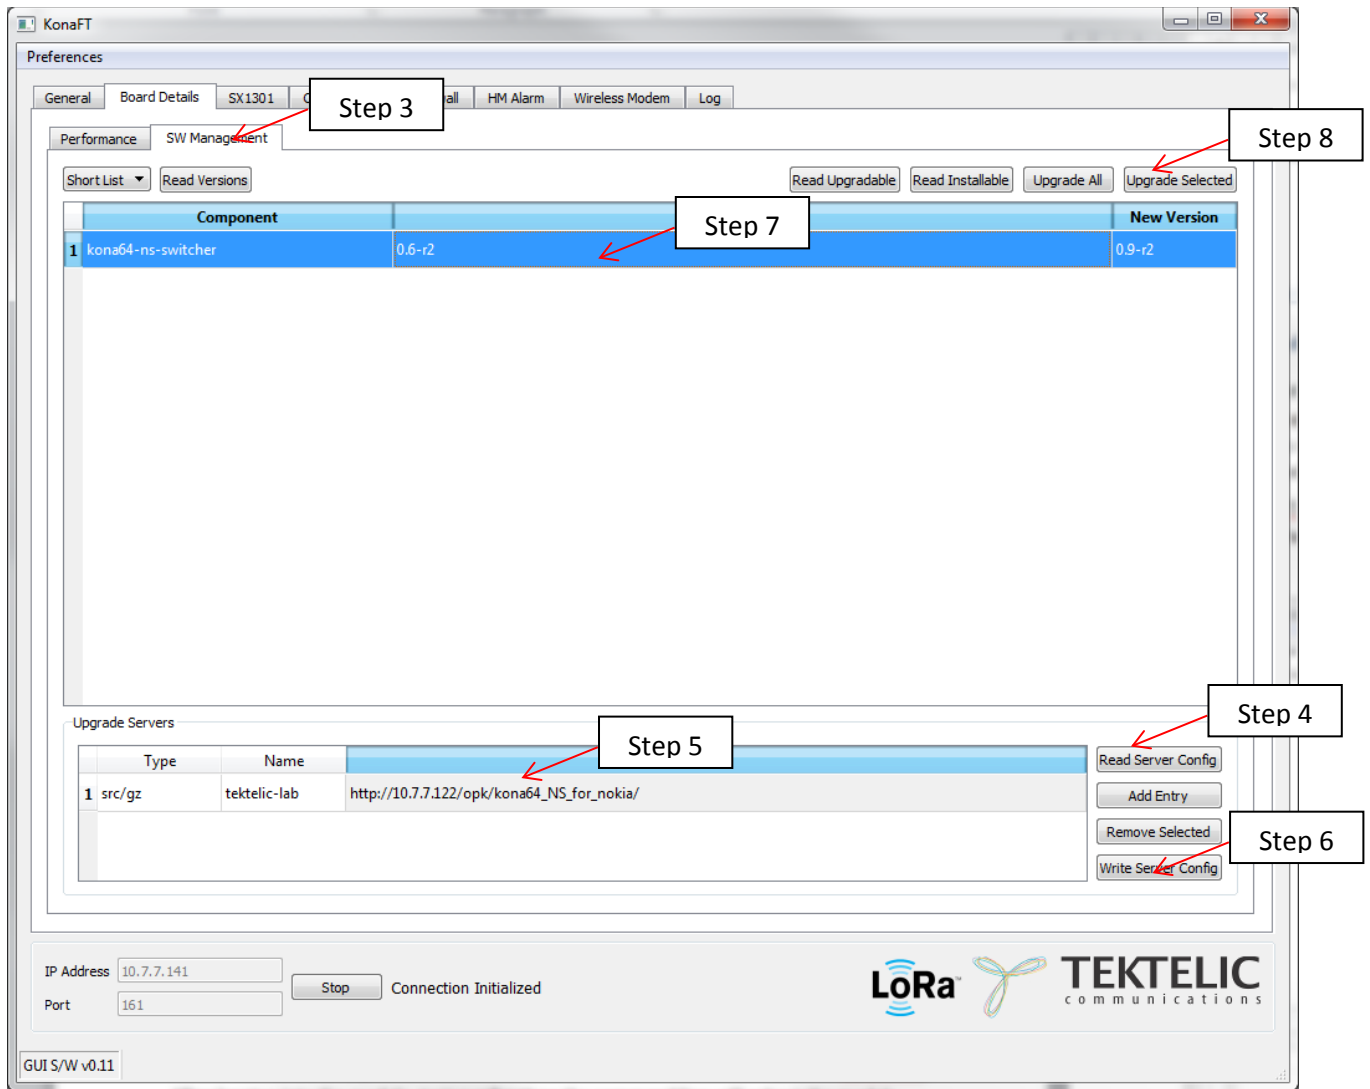 KonaFT
Preferences
General Board Details SX1301 all HM Alarm Wireless Modem Log
Step 3
Performance SW Management
Step 8
Short List Read Versions Read Upgradable Read Installable Upgrade All Upgrade Selected
Component New Version
Step 7
1 kona64-ns-switcher 0.6-r2 0.9-r2
Step 4
Upgrade Servers
Step 5
Type Name Read Server Config
1 src/gz tektelic-lab http://10.7.7.122/opk/kona64_NS_for_nokia/ Add Entry
Remove Selected
Step 6
Write Server Config
IP Address 10.7.7.141
Stop Connection Initialized
Port 161
LoRa™
TEKTELIC
communications
GUI S/W v0.11